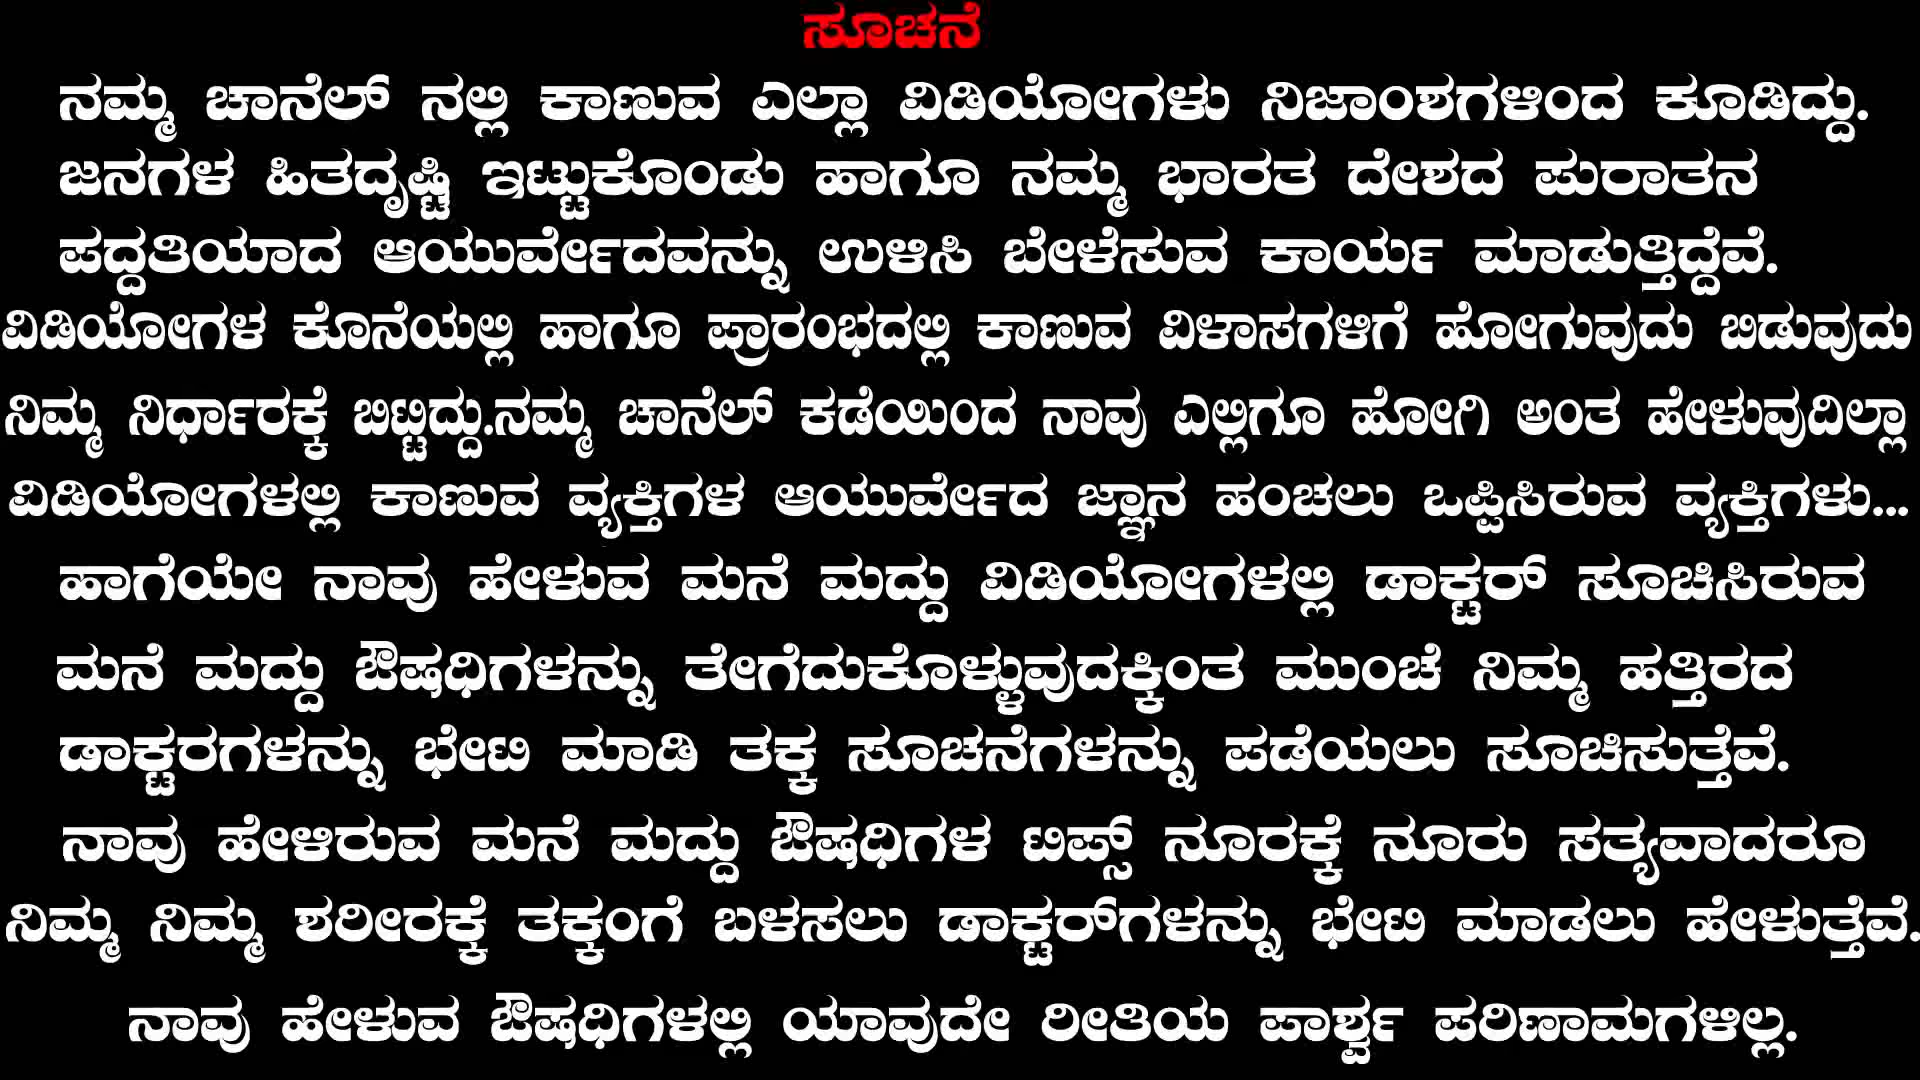 ಸೂಚನೆ
ನಮ್ಮ ಚಾನೆಲ್ ನಲ್ಲಿ ಕಾಣುವ ಎಲ್ಲಾ ವಿಡಿಯೋಗಳು ನಿಜಾಂಶಗಳಿಂದ ಕೂಡಿದ್ದು.
ಜನಗಳ ಹಿತದೃಷ್ಟಿ ಇಟ್ಟುಕೊಂಡು ಹಾಗೂ ನಮ್ಮ ಭಾರತ ದೇಶದ ಪುರಾತನ
ಪದ್ದತಿಯಾದ ಆಯುರ್ವೇದವನ್ನು ಉಳಿಸಿ ಬೇಳೆಸುವ ಕಾರ್ಯ ಮಾಡುತ್ತಿದ್ದೆವೆ.
ವಿಡಿಯೋಗಳ ಕೊನೆಯಲ್ಲಿ ಹಾಗೂ ಪ್ರಾರಂಭದಲ್ಲಿ ಕಾಣುವ ವಿಳಾಸಗಳಿಗೆ ಹೋಗುವುದು ಬಿಡುವುದು
ನಿಮ್ಮ ನಿರ್ಧಾರಕ್ಕೆ ಬಿಟ್ಟಿದ್ದು.ನಮ್ಮ ಚಾನೆಲ್ ಕಡೆಯಿಂದ ನಾವು ಎಲ್ಲಿಗೂ ಹೋಗಿ ಅಂತ ಹೇಳುವುದಿಲ್ಲಾ
ವಿಡಿಯೋಗಳಲ್ಲಿ ಕಾಣುವ ವ್ಯಕ್ತಿಗಳ ಆಯುರ್ವೇದ ಜ್ಞಾನ ಹಂಚಲು ಒಪ್ಪಿಸಿರುವ ವ್ಯಕ್ತಿಗಳು...
ಹಾಗೆಯೇ ನಾವು ಹೇಳುವ ಮನೆ ಮದ್ದು ವಿಡಿಯೋಗಳಲ್ಲಿ ಡಾಕ್ಟರ್ ಸೂಚಿಸಿರುವ
ಮನೆ ಮದ್ದು ಔಷಧಿಗಳನ್ನು ತೇಗೆದುಕೊಳ್ಳುವುದಕ್ಕಿಂತ ಮುಂಚೆ ನಿಮ್ಮ ಹತ್ತಿರದ
ಡಾಕ್ಟರಗಳನ್ನು ಭೇಟಿ ಮಾಡಿ ತಕ್ಕ ಸೂಚನೆಗಳನ್ನು ಪಡೆಯಲು ಸೂಚಿಸುತ್ತೆವೆ.
ನಾವು ಹೇಳಿರುವ ಮನೆ ಮದ್ದು ಔಷಧಿಗಳ ಟಿಪ್ಸ್ ನೂರಕ್ಕೆ ನೂರು ಸತ್ಯವಾದರೂ
ನಿಮ್ಮ ನಿಮ್ಮ ಶರೀರಕ್ಕೆ ತಕ್ಕಂಗೆ ಬಳಸಲು ಡಾಕ್ಟರ್‌ಗಳನ್ನು ಭೇಟಿ ಮಾಡಲು ಹೇಳುತ್ತೆವೆ.
ನಾವು ಹೇಳುವ ಔಷಧಿಗಳಲ್ಲಿ ಯಾವುದೇ ರೀತಿಯ ಪಾರ್ಶ್ವ ಪರಿಣಾಮಗಳಿಲ್ಲ.